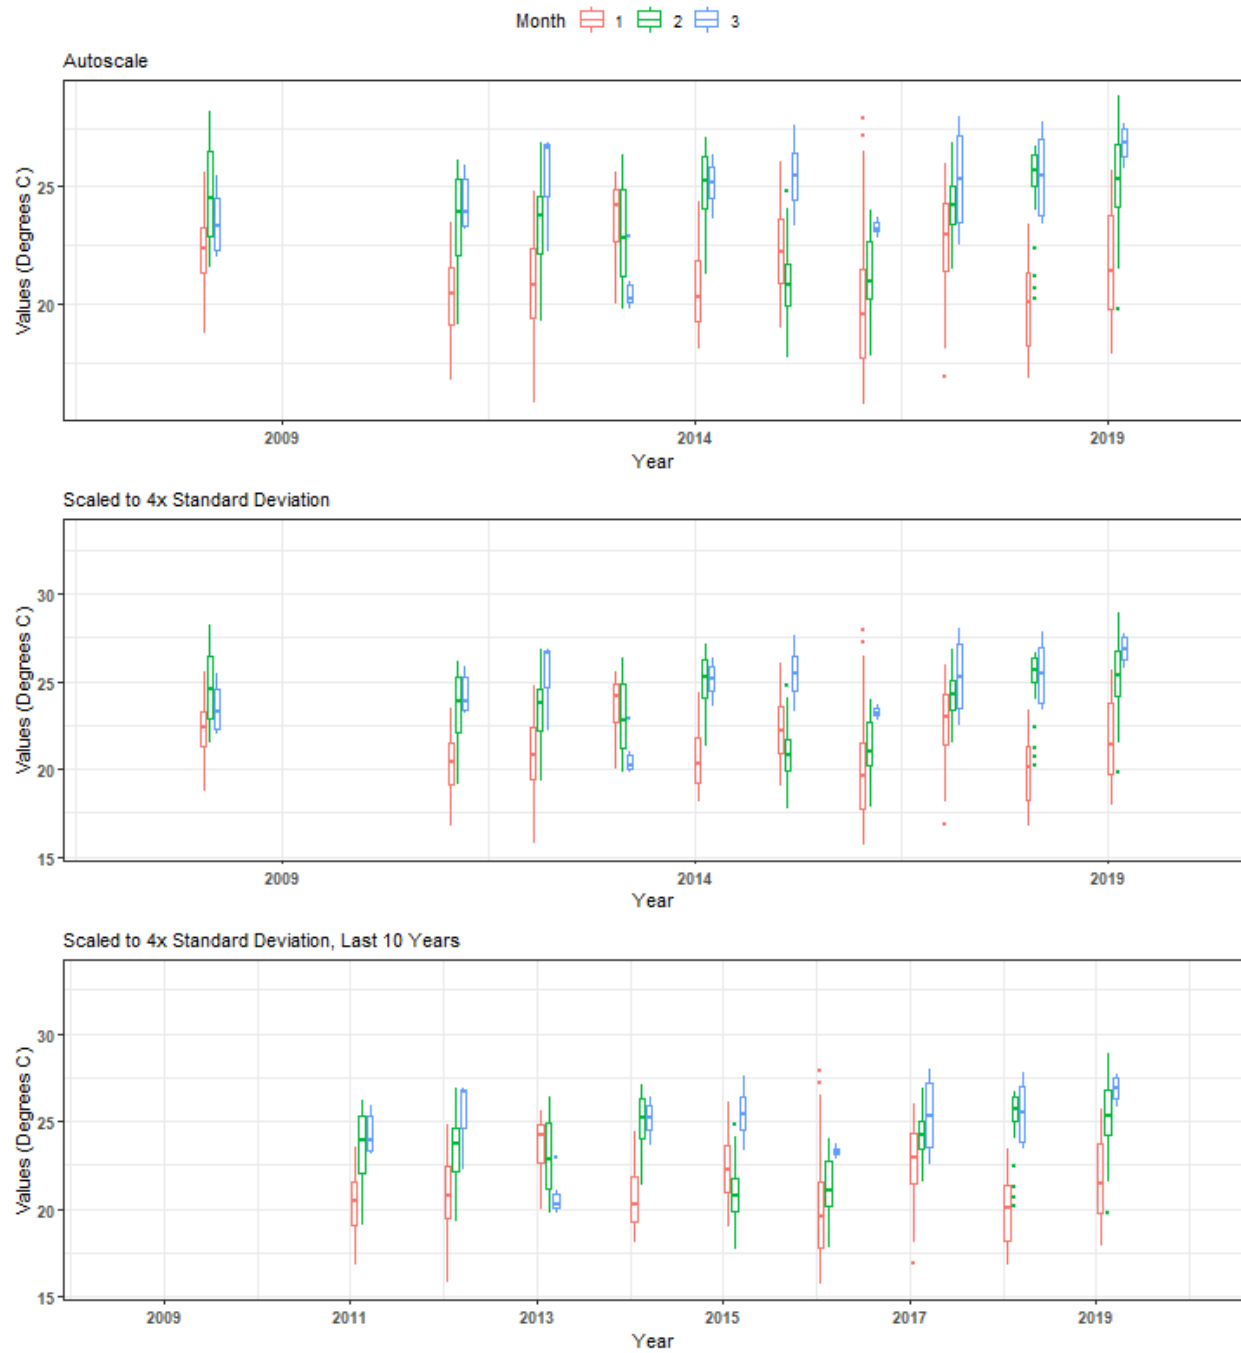 Month 1 2 3
Autoscale
Values (Degrees C)
25
20
2009 2014 2019
Year
Scaled to 4x Standard Deviation
Values (Degrees C)
30
25
20
15
2009 2014 2019
Year
Scaled to 4x Standard Deviation, Last 10 Years
Values (Degrees C)
30
25
20
15
2009 2011 2013 2015 2017 2019
Year